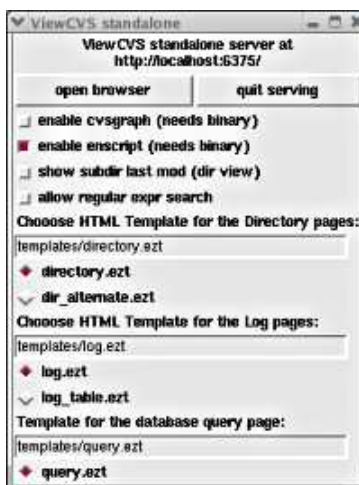 ViewCVS standalone
ViewCVS standalone server at
http://localhost:6375/
open browser
quit serving
enable cvsgraph (needs binary)
enable enscript (needs binary)
show subdir last mod (dir view)
allow regular expr search
Chooose HTML Template for the Directory pages:
templates/directory.ezt
directory.ezt
dir_alternate.ezt
Chooose HTML Template for the Log pages:
templates/log.ezt
log.ezt
log_table.ezt
Template for the database query page:
templates/query.ezt
query.ezt